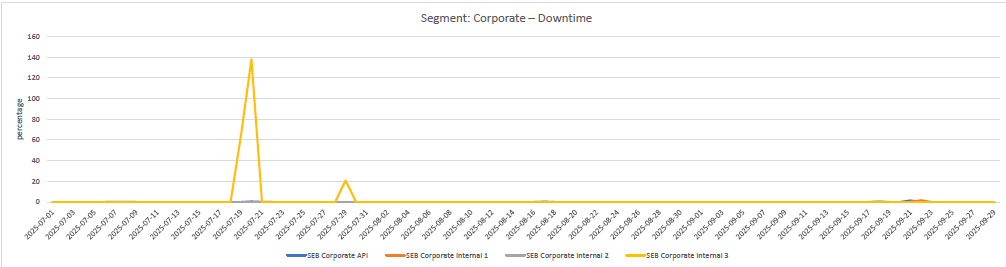 Segment: Corporate – Downtime
percentage
160
140
120
100
80
60
40
20
0
2025-07-01 2025-07-03 2025-07-05 2025-07-07 2025-07-09 2025-07-11 2025-07-13 2025-07-15 2025-07-17 2025-07-19 2025-07-21 2025-07-23 2025-07-25 2025-07-27 2025-07-29 2025-07-31 2025-08-02 2025-08-04 2025-08-06 2025-08-08 2025-08-10 2025-08-12 2025-08-14 2025-08-16 2025-08-18 2025-08-20 2025-08-22 2025-08-24 2025-08-26 2025-08-28 2025-08-30 2025-09-01 2025-09-03 2025-09-05 2025-09-07 2025-09-09 2025-09-11 2025-09-13 2025-09-15 2025-09-17 2025-09-19 2025-09-21 2025-09-23 2025-09-25 2025-09-27 2025-09-29
SEB Corporate API SEB Corporate Internal 1 SEB Corporate Internal 2 SEB Corporate Internal 3